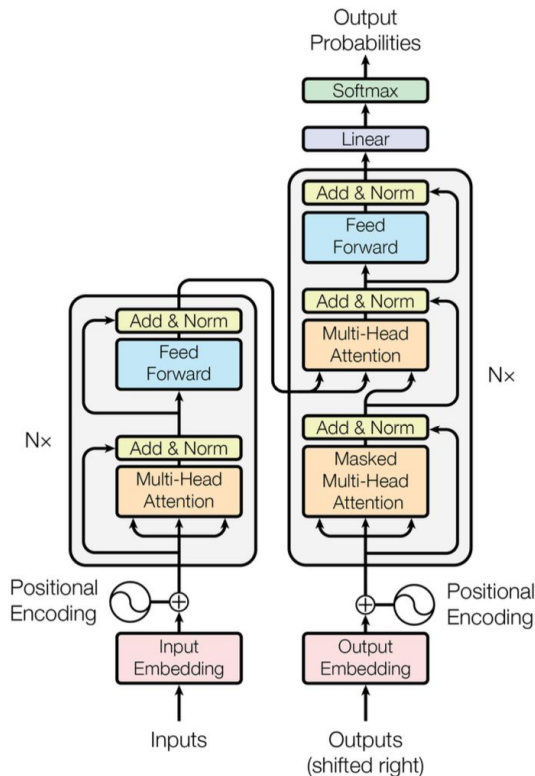 Output
Probabilities
Softmax
Linear
Add & Norm
Feed
Forward
Add & Norm
Multi-Head
Attention
Add & Norm
Masked
Multi-Head
Attention
N×
Add & Norm
Feed
Forward
N×
Add & Norm
Multi-Head
Attention
Positional
Encoding
Positional
Encoding
Input
Embedding
Output
Embedding
Inputs
Outputs
(shifted right)